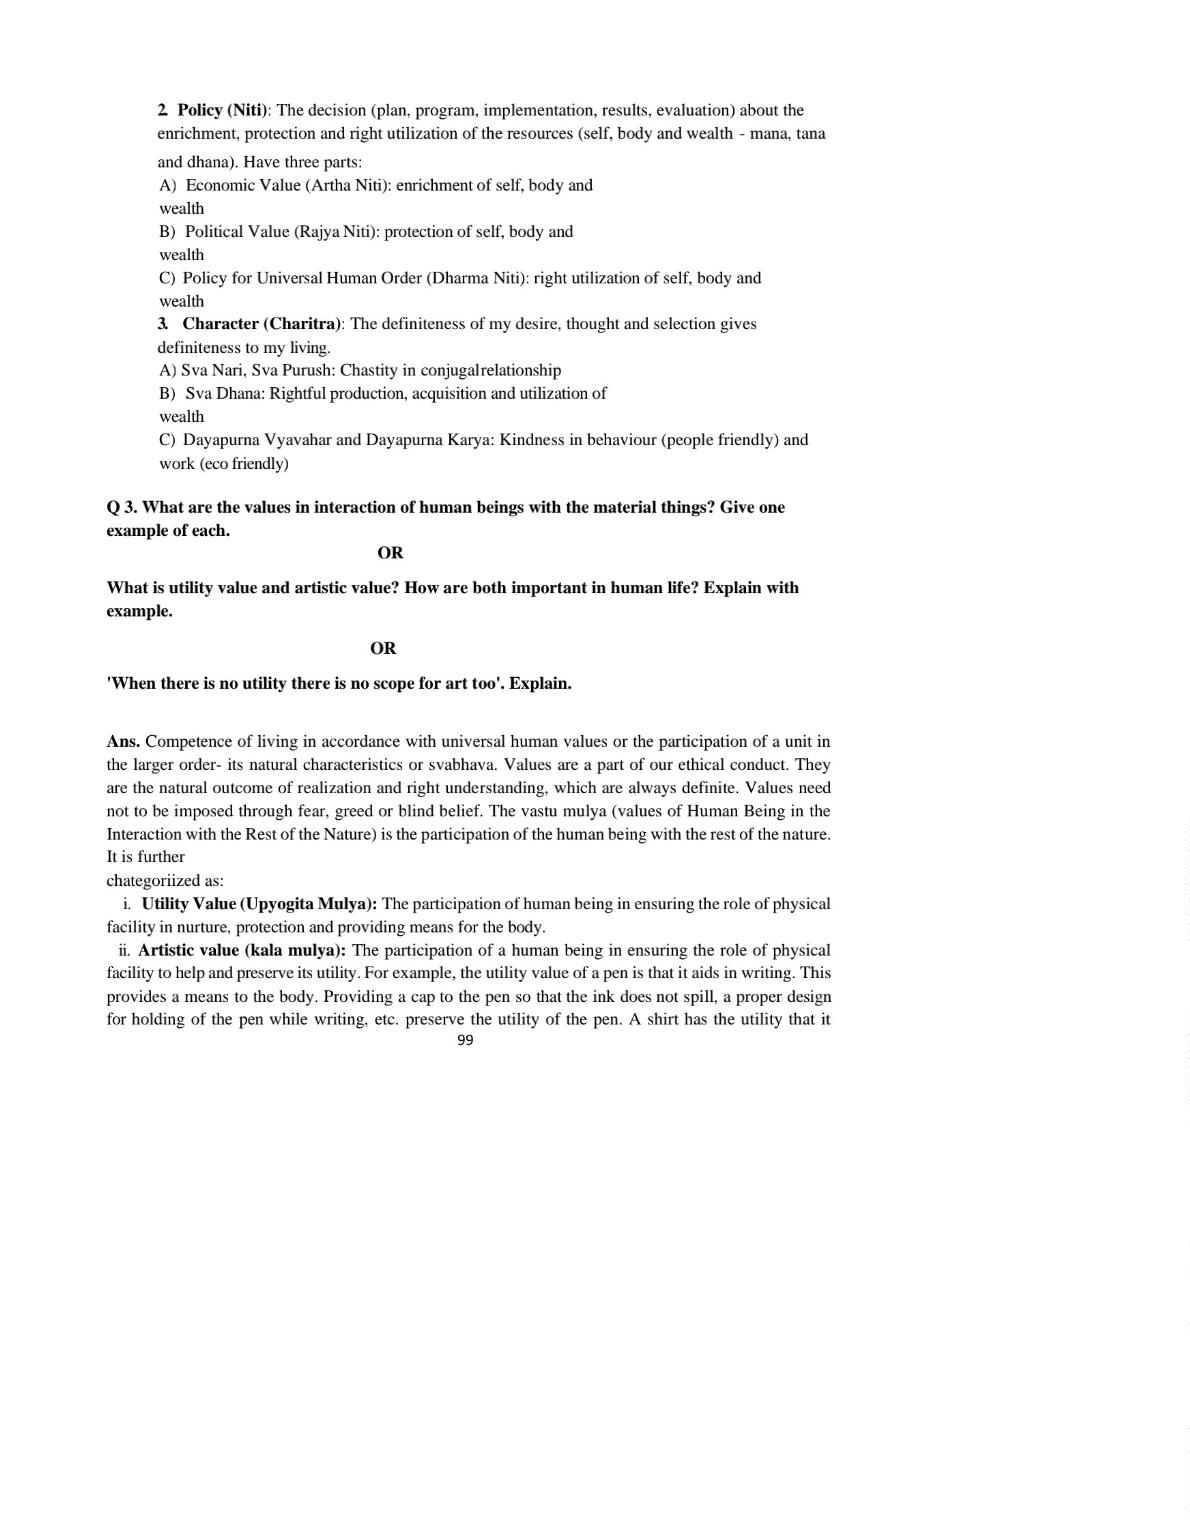 2. Policy (Niti): The decision (plan, program, implementation, results, evaluation) about the
enrichment, protection and right utilization of the resources (self, body and wealth - mana, tana
and dhana). Have three parts:
A) Economic Value (Artha Niti): enrichment of self, body and
wealth
B) Political Value (Rajya Niti): protection of self, body and
wealth
C) Policy for Universal Human Order (Dharma Niti): right utilization of self, body and
wealth
3. Character (Charitra): The definiteness of my desire, thought and selection gives
definiteness to my living.
A) Sva Nari, Sva Purush: Chastity in conjugalrelationship
B) Sva Dhana: Rightful production, acquisition and utilization of
wealth
C) Dayapurna Vyavahar and Dayapurna Karya: Kindness in behaviour (people friendly) and
work (eco friendly)
Q 3. What are the values in interaction of human beings with the material things? Give one
example of each.
OR
What is utility value and artistic value? How are both important in human life? Explain with
example.
OR
'When there is no utility there is no scope for art too'. Explain.
Ans. Competence of living in accordance with universal human values or the participation of a unit in
the larger order- its natural characteristics or svabhava. Values are a part of our ethical conduct. They
are the natural outcome of realization and right understanding, which are always definite. Values need
not to be imposed through fear, greed or blind belief. The vastu mulya (values of Human Being in the
Interaction with the Rest of the Nature) is the participation of the human being with the rest of the nature.
It is further
chategoriized as:
i. Utility Value (Upyogita Mulya): The participation of human being in ensuring the role of physical
facility in nurture, protection and providing means for the body.
ii. Artistic value (kala mulya): The participation of a human being in ensuring the role of physical
facility to help and preserve its utility. For example, the utility value of a pen is that it aids in writing. This
provides a means to the body. Providing a cap to the pen so that the ink does not spill, a proper design
for holding of the pen while writing, etc. preserve the utility of the pen. A shirt has the utility that it
99